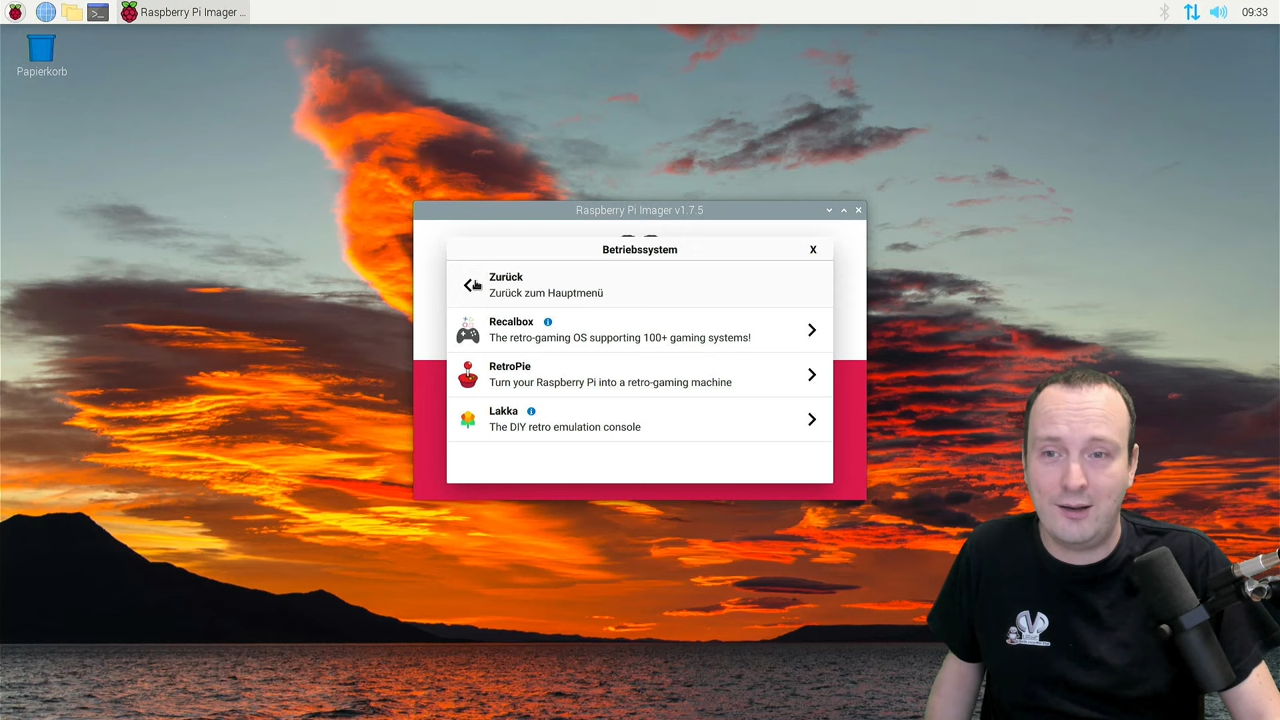 Raspberry Pi Imager ...
09:33
Papierkorb
Raspberry Pi Imager v1.7.5
Betriebssystem
X
Zurück
Zurück zum Hauptmenü
Recalbox
The retro-gaming OS supporting 100+ gaming systems!
RetroPie
Turn your Raspberry Pi into a retro-gaming machine
Lakka
The DIY retro emulation console